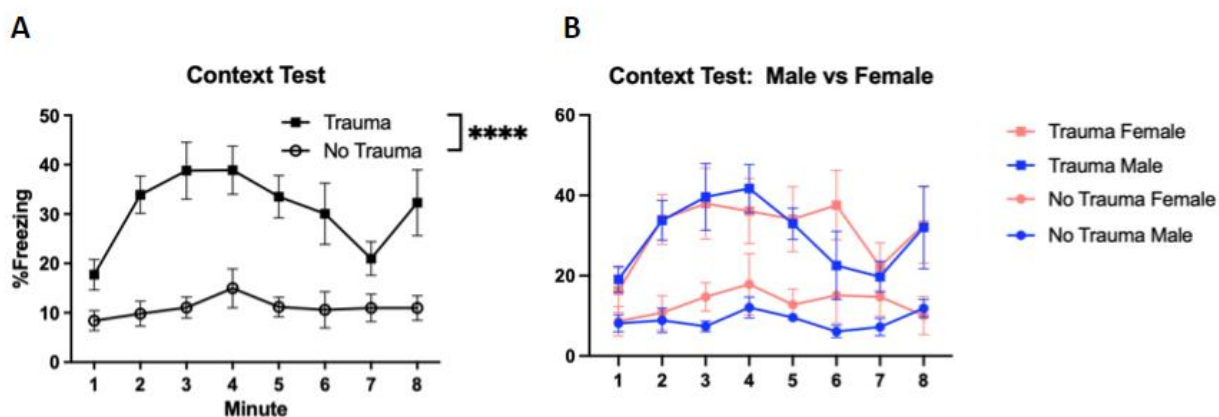 A
Context Test
Trauma
No Trauma
****
%Freezing
50
40
30
20
10
0
1 2 3 4 5 6 7 8
Minute
B
Context Test: Male vs Female
60
40
20
0
1 2 3 4 5 6 7 8
Trauma Female
Trauma Male
No Trauma Female
No Trauma Male